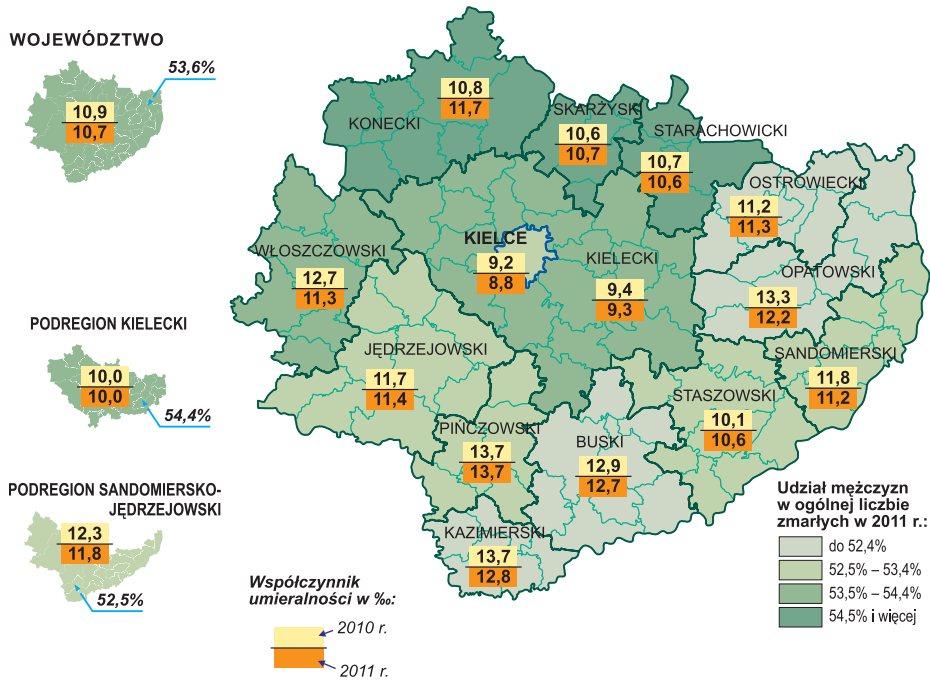 WOJEWÓDZTWO
53,6%
10,9
10,7
PODREGION KIELECKI
10,0
10,0
54,4%
PODREGION SANDOMIERSKO-
JĘDRZEJOWSKI
12,3
11,8
52,5%
KONECKI
10,8
11,7
SKARŻYSKI
10,6
10,7
STARACHOWICKI
10,7
10,6
OSTROWIECKI
11,2
11,3
WŁOSZCZOWSKI
12,7
11,3
KIELCE
9,2
8,8
KIELECKI
9,4
9,3
OPATOWSKI
13,3
12,2
JĘDRZEJOWSKI
11,7
11,4
SANDOMIERSKI
11,8
11,2
STASZOWSKI
10,1
10,6
PIŃCZOWSKI
13,7
13,7
BUSKI
12,9
12,7
KAZIMIERSKI
13,7
12,8
Współczynnik
umieralności w ‰:
2010 r.
2011 r.
Udział mężczyzn
w ogólnej liczbie
zmarłych w 2011 r.:
do 52,4%
52,5% – 53,4%
53,5% – 54,4%
54,5% i więcej